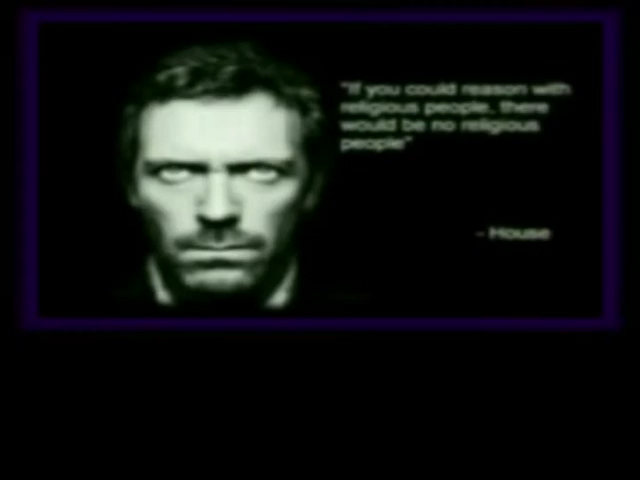 "If you could reason with
religious people, there
would be no religious
people"
- House